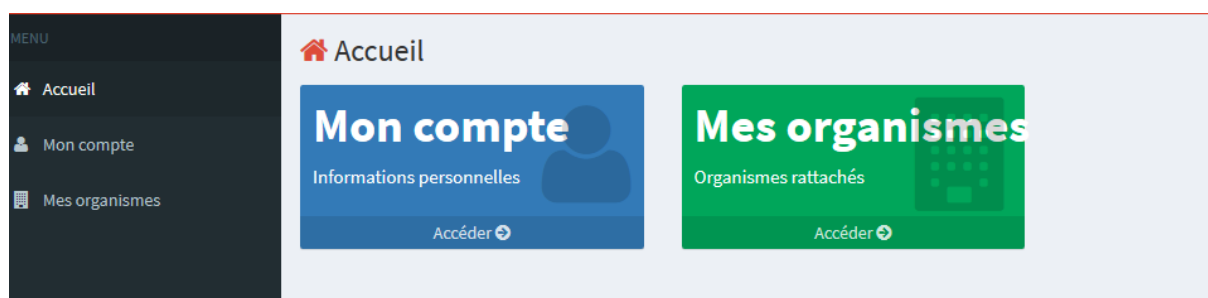 MENU
Accueil
Mon compte
Mes organismes
Accueil
Mon compte
Informations personnelles
Accéder
Mes organismes
Organismes rattachés
Accéder